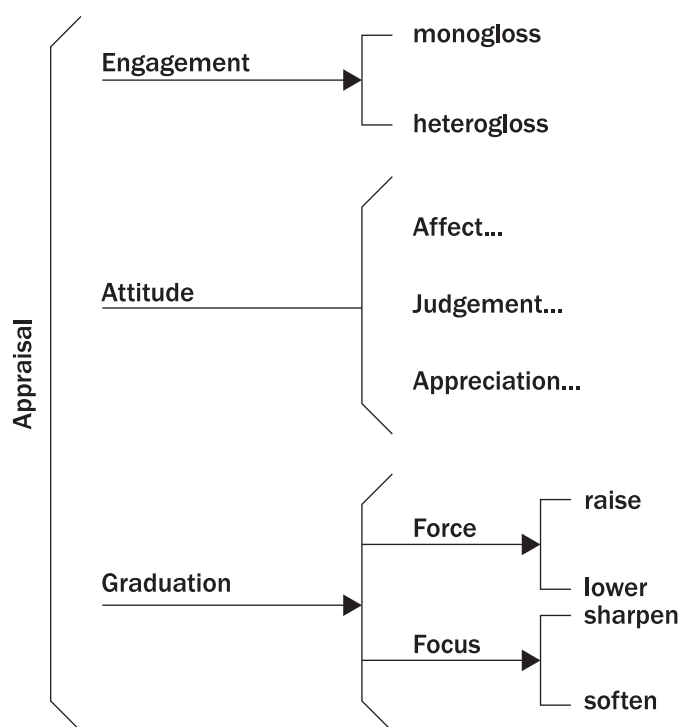 Appraisal
Engagement
monogloss
heterogloss
Attitude
Affect...
Judgement...
Appreciation...
Graduation
Force
raise
lower
Focus
sharpen
soften